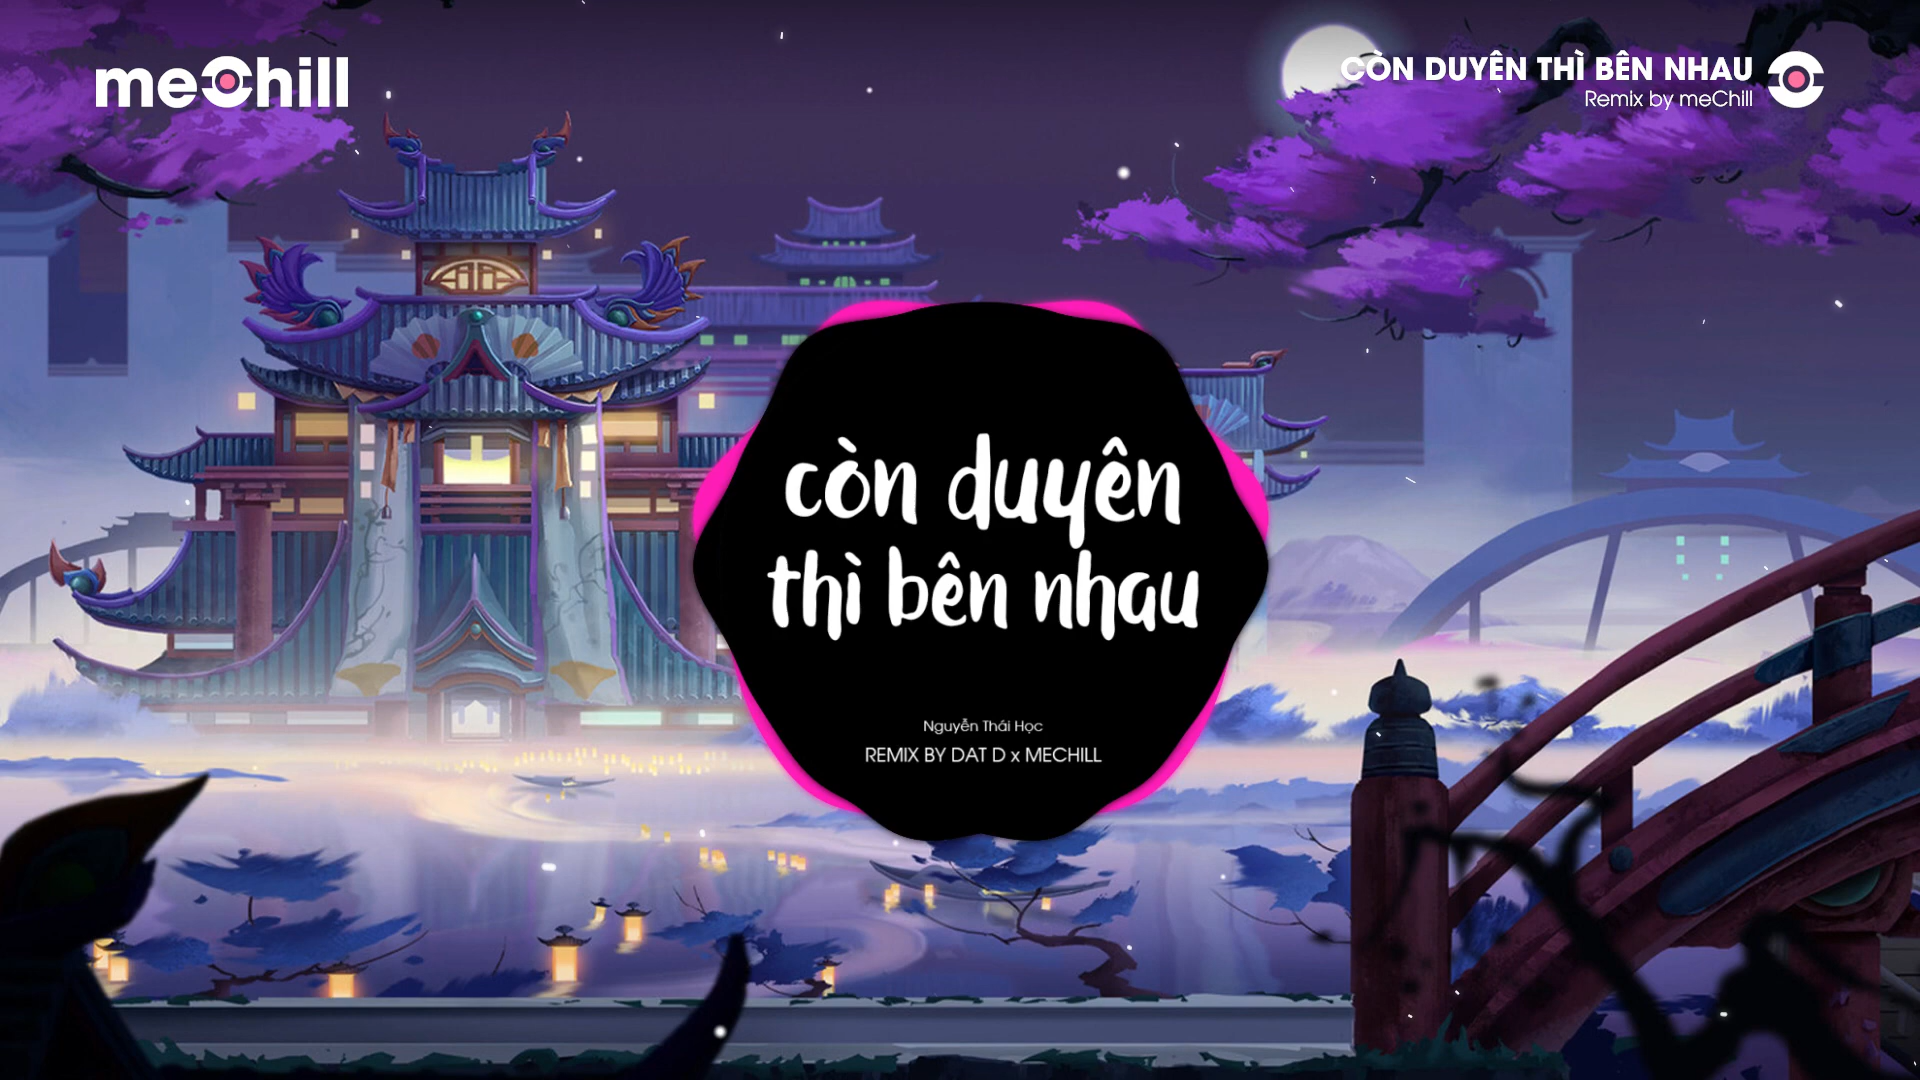 meChill
CÒN DUYÊN THÌ BÊN NHAU
Remix by meChill
còn duyên
thì bên nhau
Nguyễn Thái Học
REMIX BY DAT D x MECHILL